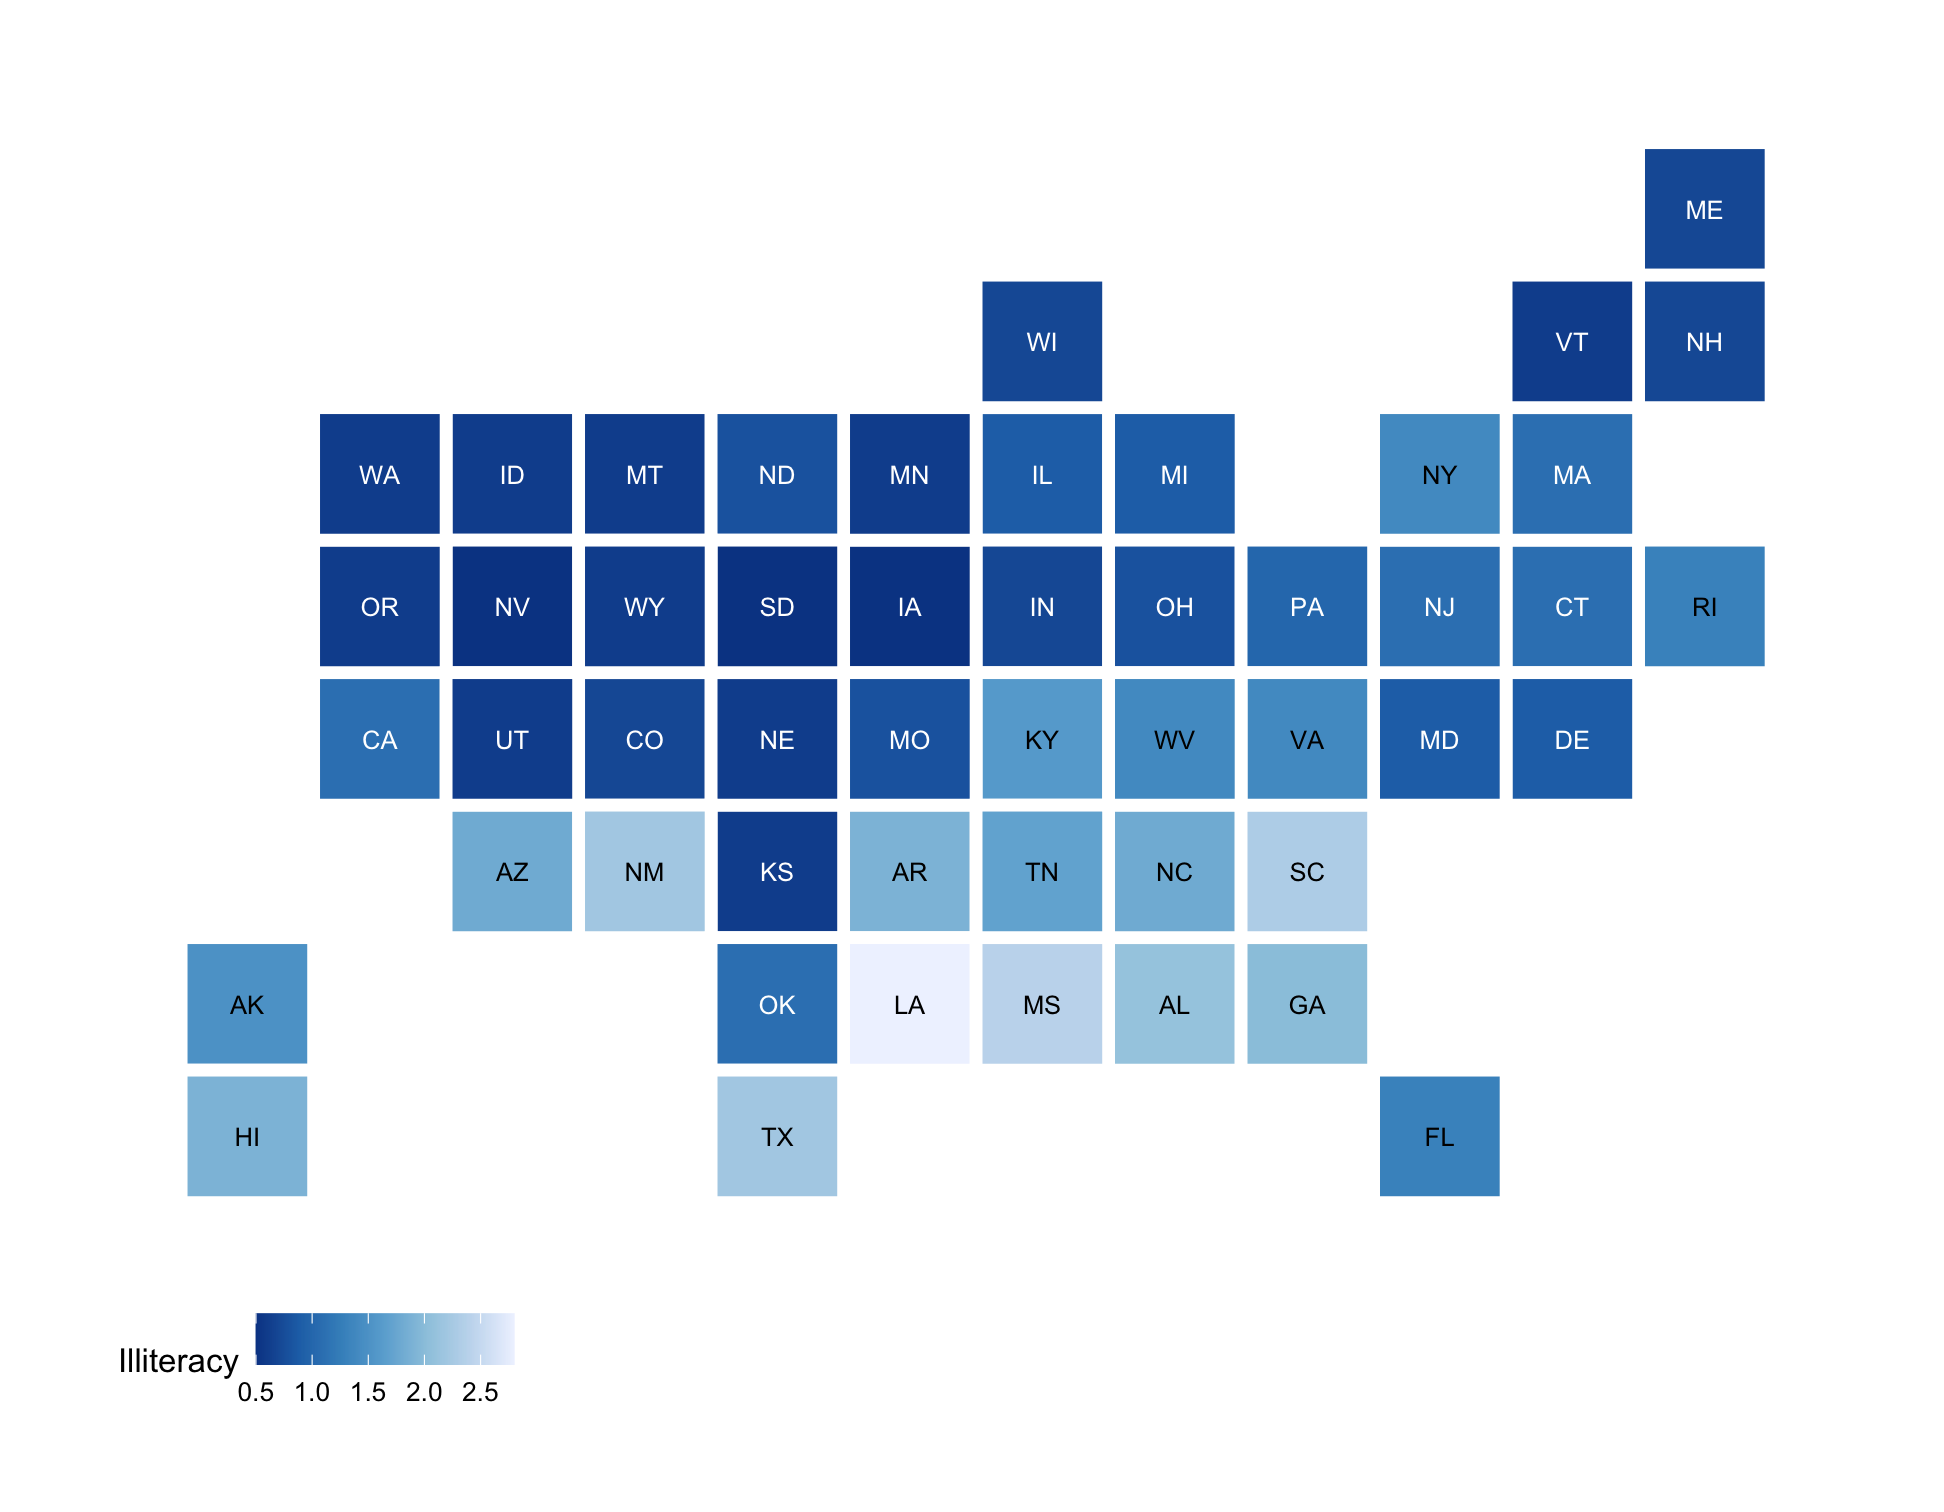 ME
WI VT NH
WA ID MT ND MN IL MI NY MA
OR NV WY SD IA IN OH PA NJ CT RI
CA UT CO NE MO KY WV VA MD DE
AZ NM KS AR TN NC SC
AK OK LA MS AL GA
HI TX FL
Illiteracy
0.5 1.0 1.5 2.0 2.5